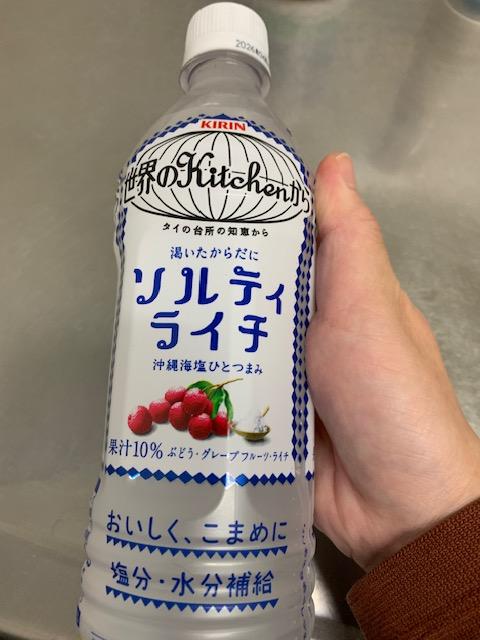 KIRIN
世界のKitchenから
タイの台所の知恵から
渇いたからだに
ソルティ
ライチ
沖縄海塩ひとつまみ
果汁10% ぶどう・グレープフルーツ・ライチ
おいしく、こまめに
塩分・水分補給